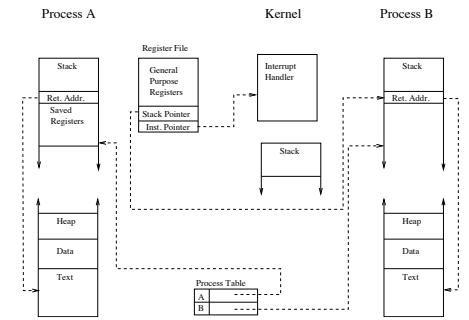 Process A
Kernel
Process B
Stack
Ret. Addr.
Saved
Registers
Heap
Data
Text
Register File
General
Purpose
Registers
Stack Pointer
Inst. Pointer
Interrupt
Handler
Stack
Process Table
A
B
Stack
Ret. Addr.
Heap
Data
Text